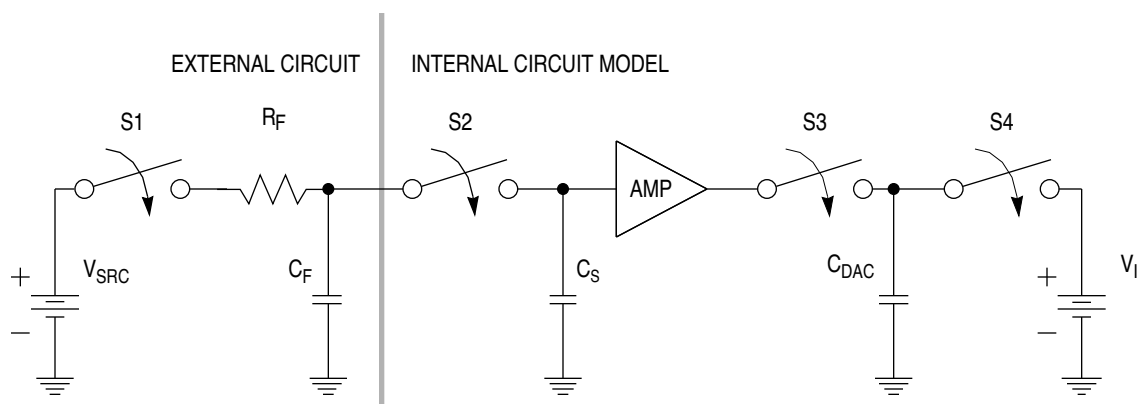 EXTERNAL CIRCUIT
INTERNAL CIRCUIT MODEL
S1
RF
S2
S3
S4
AMP
+
VSRC
−
CF
CS
CDAC
+
VI
−